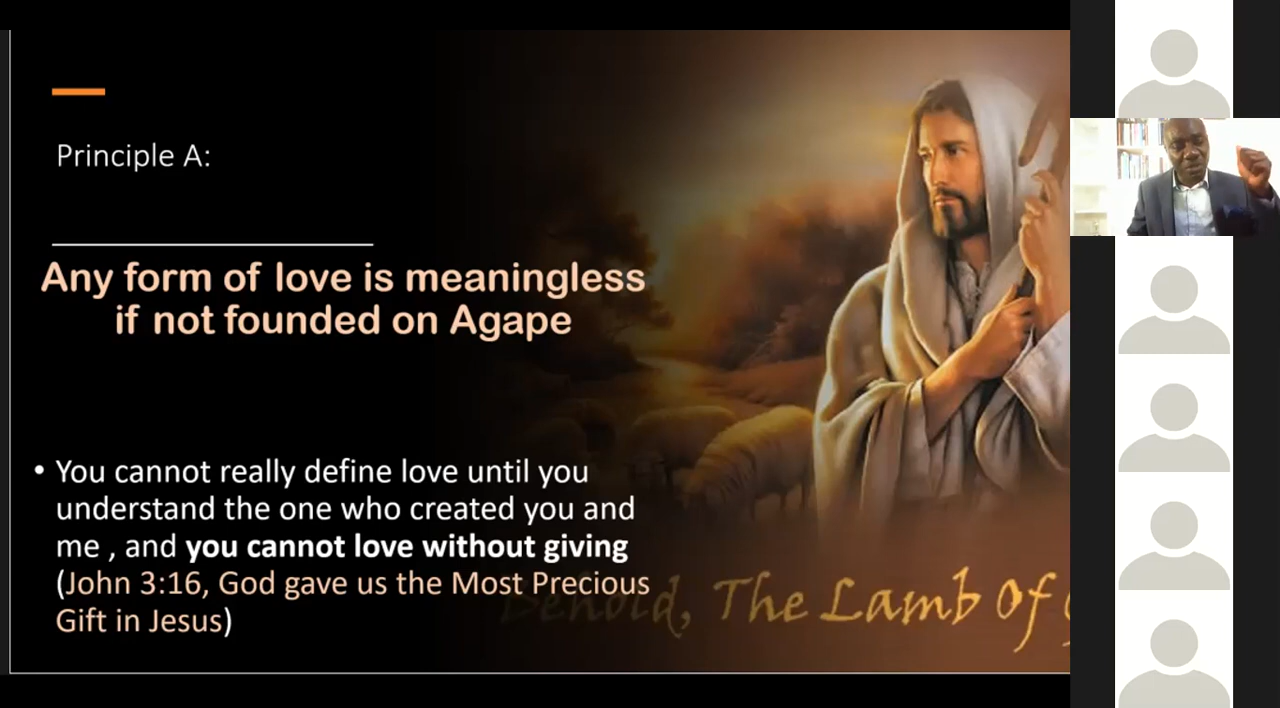 Principle A:
Any form of love is meaningless
if not founded on Agape
• You cannot really define love until you
understand the one who created you and
me , and you cannot love without giving
(John 3:16, God gave us the Most Precious
Gift in Jesus)
Behold, The Lamb Of